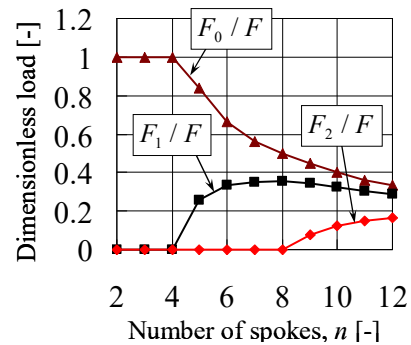 Dimensionless load [-]
1.2
1
0.8
0.6
0.4
0.2
0
F₀ / F
F₁ / F
F₂ / F
2 4 6 8 10 12
Number of spokes, n [-]